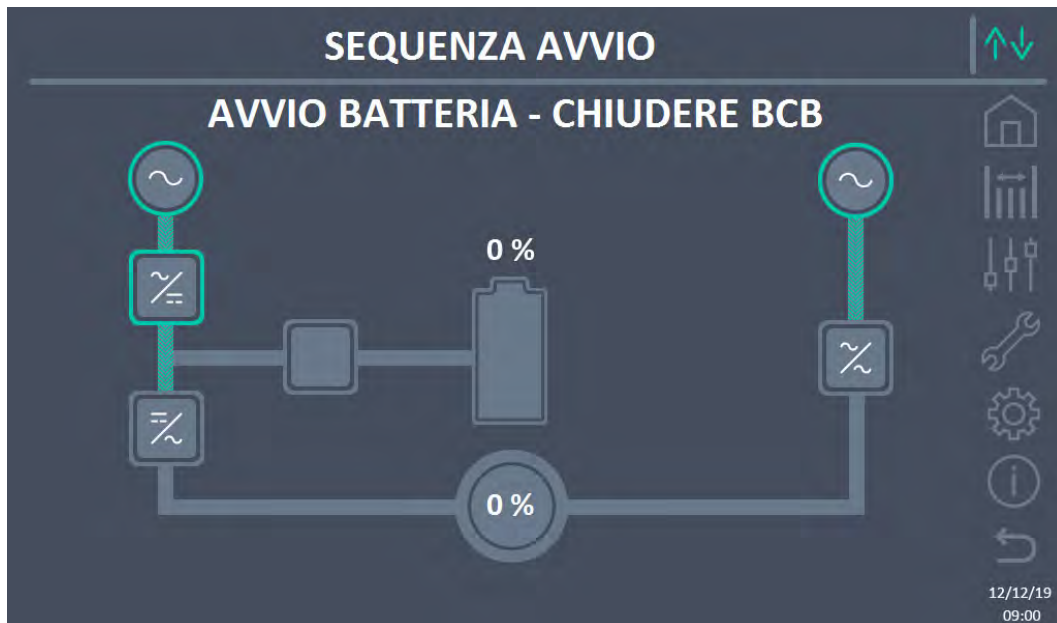 SEQUENZA AVVIO
AVVIO BATTERIA - CHIUDERE BCB
0 %
0 %
12/12/19
09:00